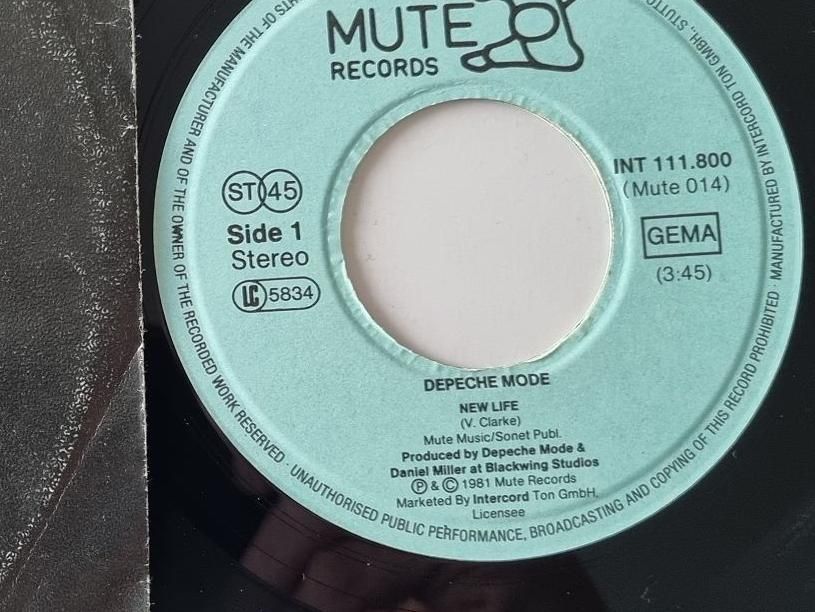 MUTE
RECORDS
ST 45
Side 1
Stereo
LC 5834
INT 111.800
(Mute 014)
GEMA
(3:45)
DEPECHE MODE
NEW LIFE
(V. Clarke)
Mute Music/Sonet Publ.
Produced by Depeche Mode &
Daniel Miller at Blackwing Studios
Ⓟ & © 1981 Mute Records
Marketed By Intercord Ton GmbH,
Licensee
OF THE MANUFACTURER AND OF THE OWNER OF THE RECORDED WORK RESERVED · UNAUTHORISED PUBLIC PERFORMANCE, BROADCASTING AND COPYING OF THIS RECORD PROHIBITED · MANUFACTURED BY INTERCORD TON GMBH,